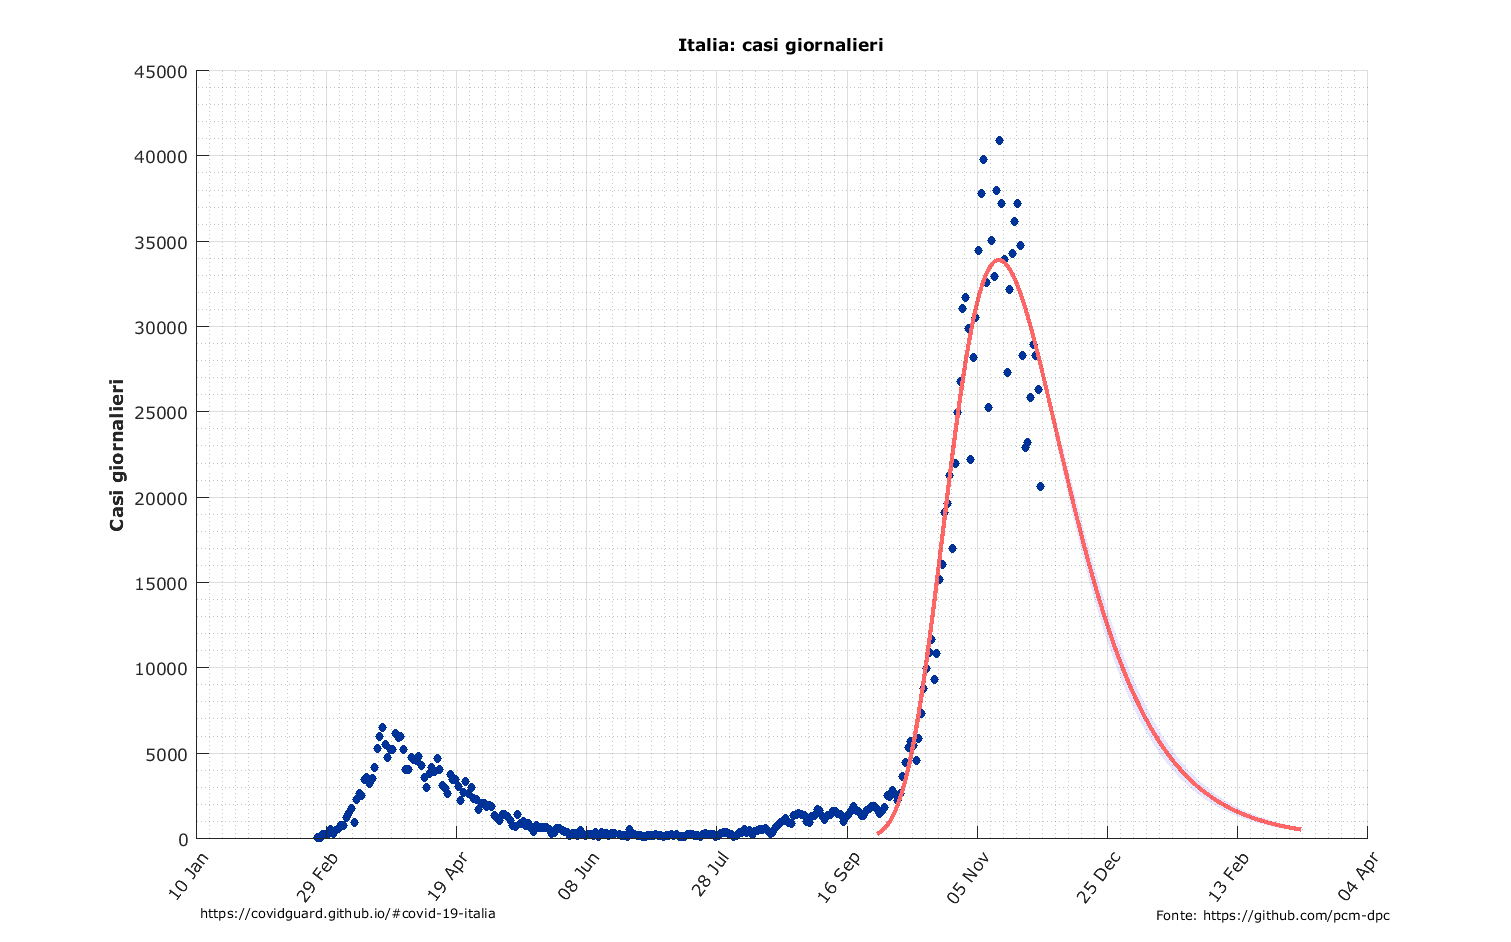 Italia: casi giornalieri
Casi giornalieri
45000
40000
35000
30000
25000
20000
15000
10000
5000
0
10 Jan
29 Feb
19 Apr
08 Jun
28 Jul
16 Sep
05 Nov
25 Dec
13 Feb
04 Apr
https://covidguard.github.io/#covid-19-italia
Fonte: https://github.com/pcm-dpc